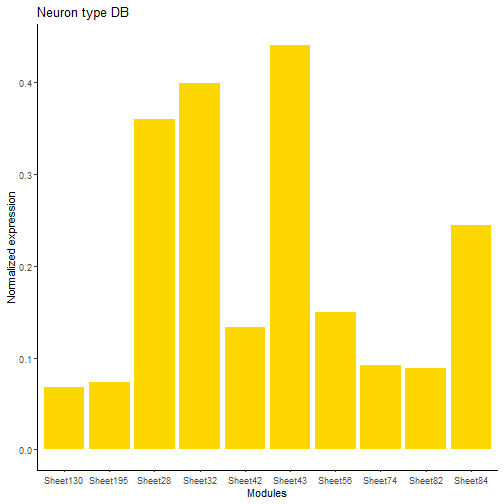 Neuron type DB
Normalized expression
0.4
0.3
0.2
0.1
0.0
Sheet130 Sheet195 Sheet28 Sheet32 Sheet42 Sheet43 Sheet56 Sheet74 Sheet82 Sheet84
Modules